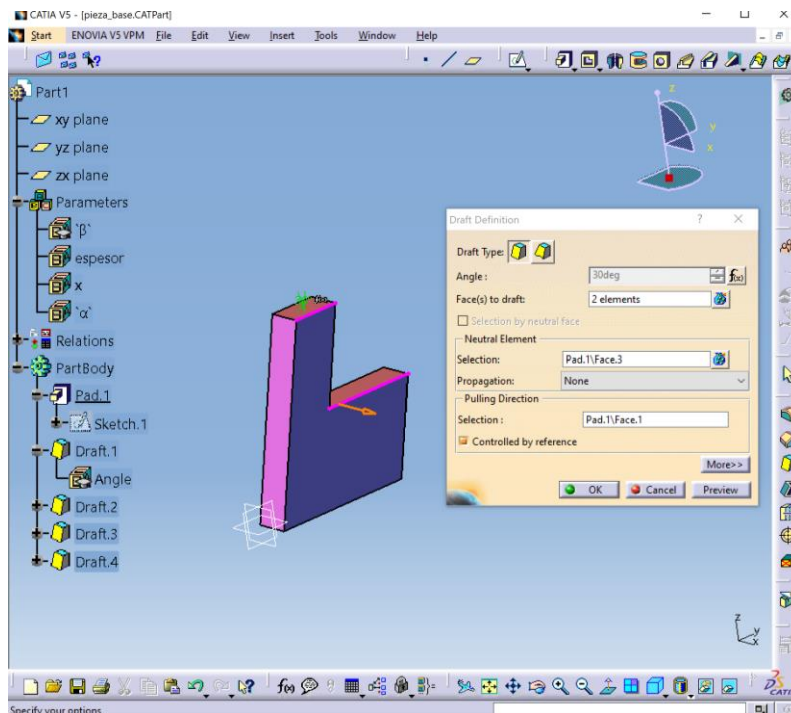 CATIA V5 - [pieza_base.CATPart]
Start ENOVIA V5 VPM File Edit View Insert Tools Window Help
Part1
xy plane
yz plane
zx plane
Parameters
`β`
espesor
x
`α`
Relations
PartBody
Pad.1
Sketch.1
Draft.1
Angle
Draft.2
Draft.3
Draft.4
z
y
x
Draft Definition ? ×
Draft Type:
Angle : 30deg f(x)
Face(s) to draft: 2 elements
Selection by neutral face
Neutral Element
Selection: Pad.1\Face.3
Propagation: None
Pulling Direction
Selection : Pad.1\Face.1
Controlled by reference
More>>
OK Cancel Preview
z
y
x
f(x)
CATIA
Specify your options